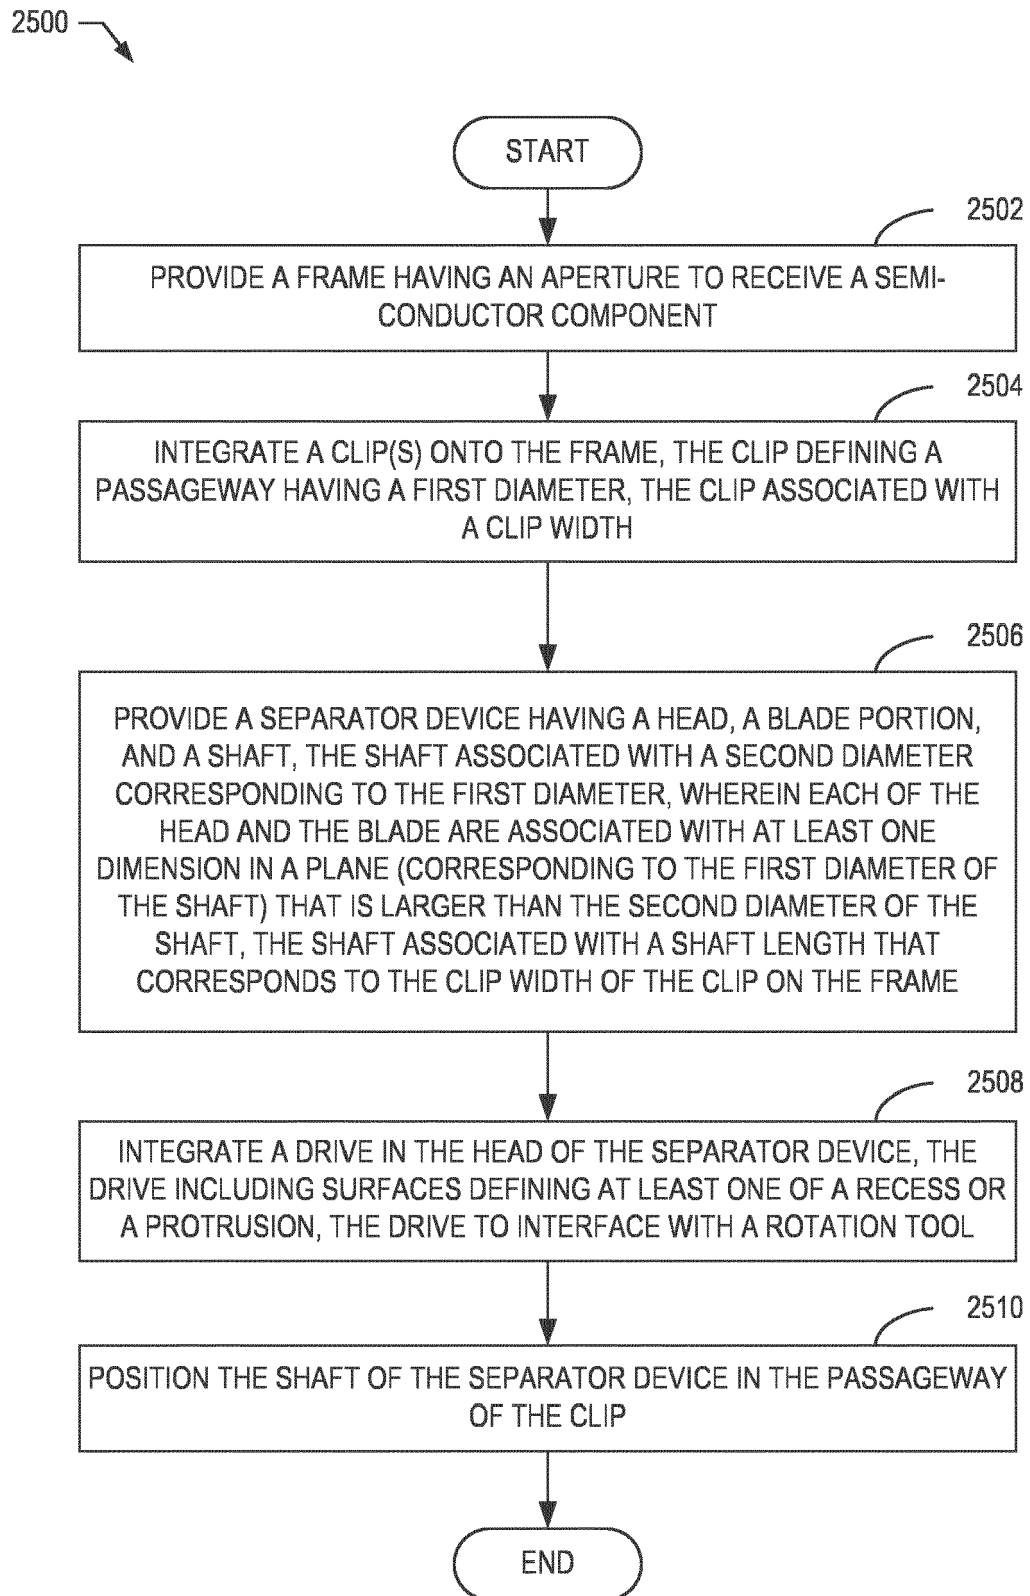 2500
START
2502
PROVIDE A FRAME HAVING AN APERTURE TO RECEIVE A SEMI-
CONDUCTOR COMPONENT
2504
INTEGRATE A CLIP(S) ONTO THE FRAME, THE CLIP DEFINING A
PASSAGEWAY HAVING A FIRST DIAMETER, THE CLIP ASSOCIATED WITH
A CLIP WIDTH
2506
PROVIDE A SEPARATOR DEVICE HAVING A HEAD, A BLADE PORTION,
AND A SHAFT, THE SHAFT ASSOCIATED WITH A SECOND DIAMETER
CORRESPONDING TO THE FIRST DIAMETER, WHEREIN EACH OF THE
HEAD AND THE BLADE ARE ASSOCIATED WITH AT LEAST ONE
DIMENSION IN A PLANE (CORRESPONDING TO THE FIRST DIAMETER OF
THE SHAFT) THAT IS LARGER THAN THE SECOND DIAMETER OF THE
SHAFT, THE SHAFT ASSOCIATED WITH A SHAFT LENGTH THAT
CORRESPONDS TO THE CLIP WIDTH OF THE CLIP ON THE FRAME
2508
INTEGRATE A DRIVE IN THE HEAD OF THE SEPARATOR DEVICE, THE
DRIVE INCLUDING SURFACES DEFINING AT LEAST ONE OF A RECESS OR
A PROTRUSION, THE DRIVE TO INTERFACE WITH A ROTATION TOOL
2510
POSITION THE SHAFT OF THE SEPARATOR DEVICE IN THE PASSAGEWAY
OF THE CLIP
END